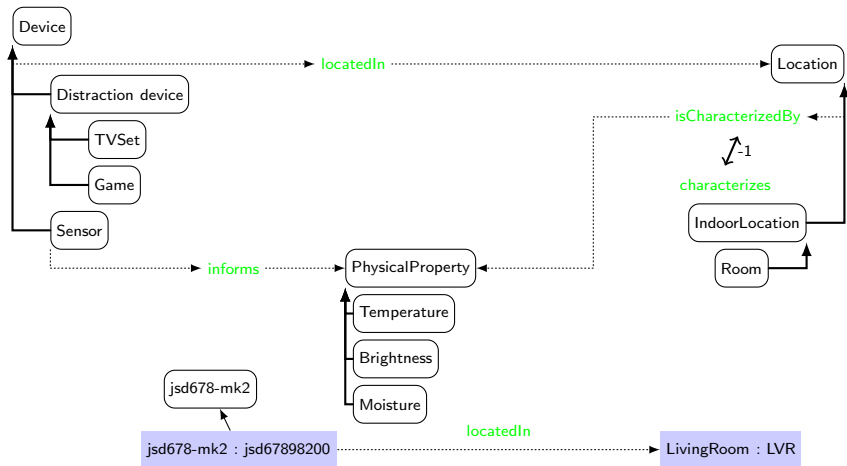 Device
locatedIn
Location
Distraction device
isCharacterizedBy
TVSet
-1
Game
characterizes
Sensor
IndoorLocation
informs
PhysicalProperty
Room
Temperature
Brightness
jsd678-mk2
Moisture
locatedIn
jsd678-mk2 : jsd67898200
LivingRoom : LVR